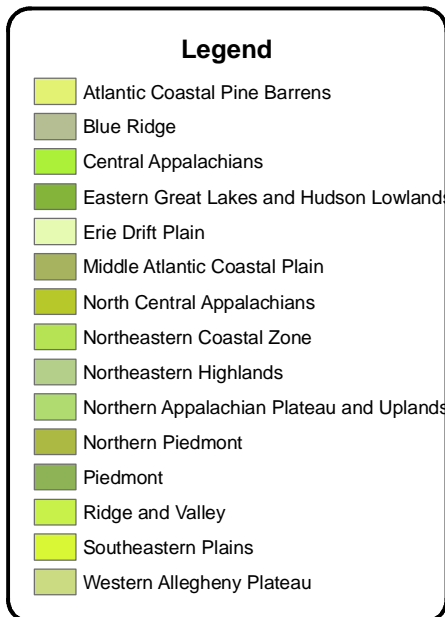 Legend
Atlantic Coastal Pine Barrens
Blue Ridge
Central Appalachians
Eastern Great Lakes and Hudson Lowlands
Erie Drift Plain
Middle Atlantic Coastal Plain
North Central Appalachians
Northeastern Coastal Zone
Northeastern Highlands
Northern Appalachian Plateau and Uplands
Northern Piedmont
Piedmont
Ridge and Valley
Southeastern Plains
Western Allegheny Plateau